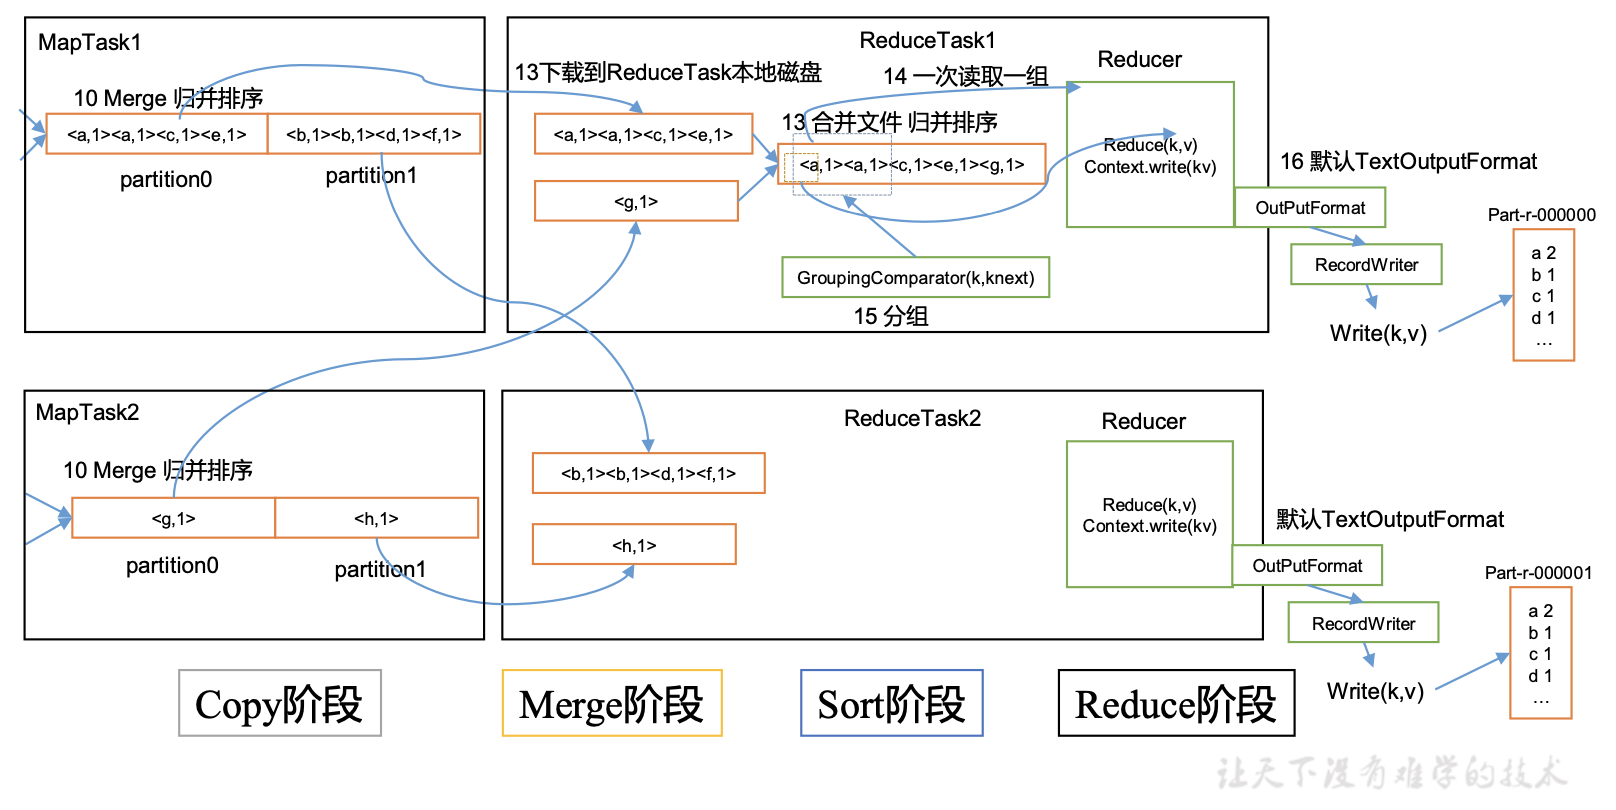 MapTask1
10 Merge 归并排序
<a,1><a,1><c,1><e,1>
<b,1><b,1><d,1><f,1>
partition0
partition1
ReduceTask1
13下载到ReduceTask本地磁盘
14 一次读取一组
Reducer
<a,1><a,1><c,1><e,1>
13 合并文件 归并排序
<a,1><a,1><c,1><e,1><g,1>
<g,1>
Reduce(k,v)
Context.write(kv)
GroupingComparator(k,knext)
15 分组
16 默认TextOutputFormat
OutPutFormat
RecordWriter
Write(k,v)
Part-r-000000
a 2
b 1
c 1
d 1
...
MapTask2
10 Merge 归并排序
<g,1>
<h,1>
partition0
partition1
ReduceTask2
Reducer
<b,1><b,1><d,1><f,1>
<h,1>
Reduce(k,v)
Context.write(kv)
默认TextOutputFormat
OutPutFormat
RecordWriter
Write(k,v)
Part-r-000001
a 2
b 1
c 1
d 1
...
Copy阶段
Merge阶段
Sort阶段
Reduce阶段
让天下没有难学的技术